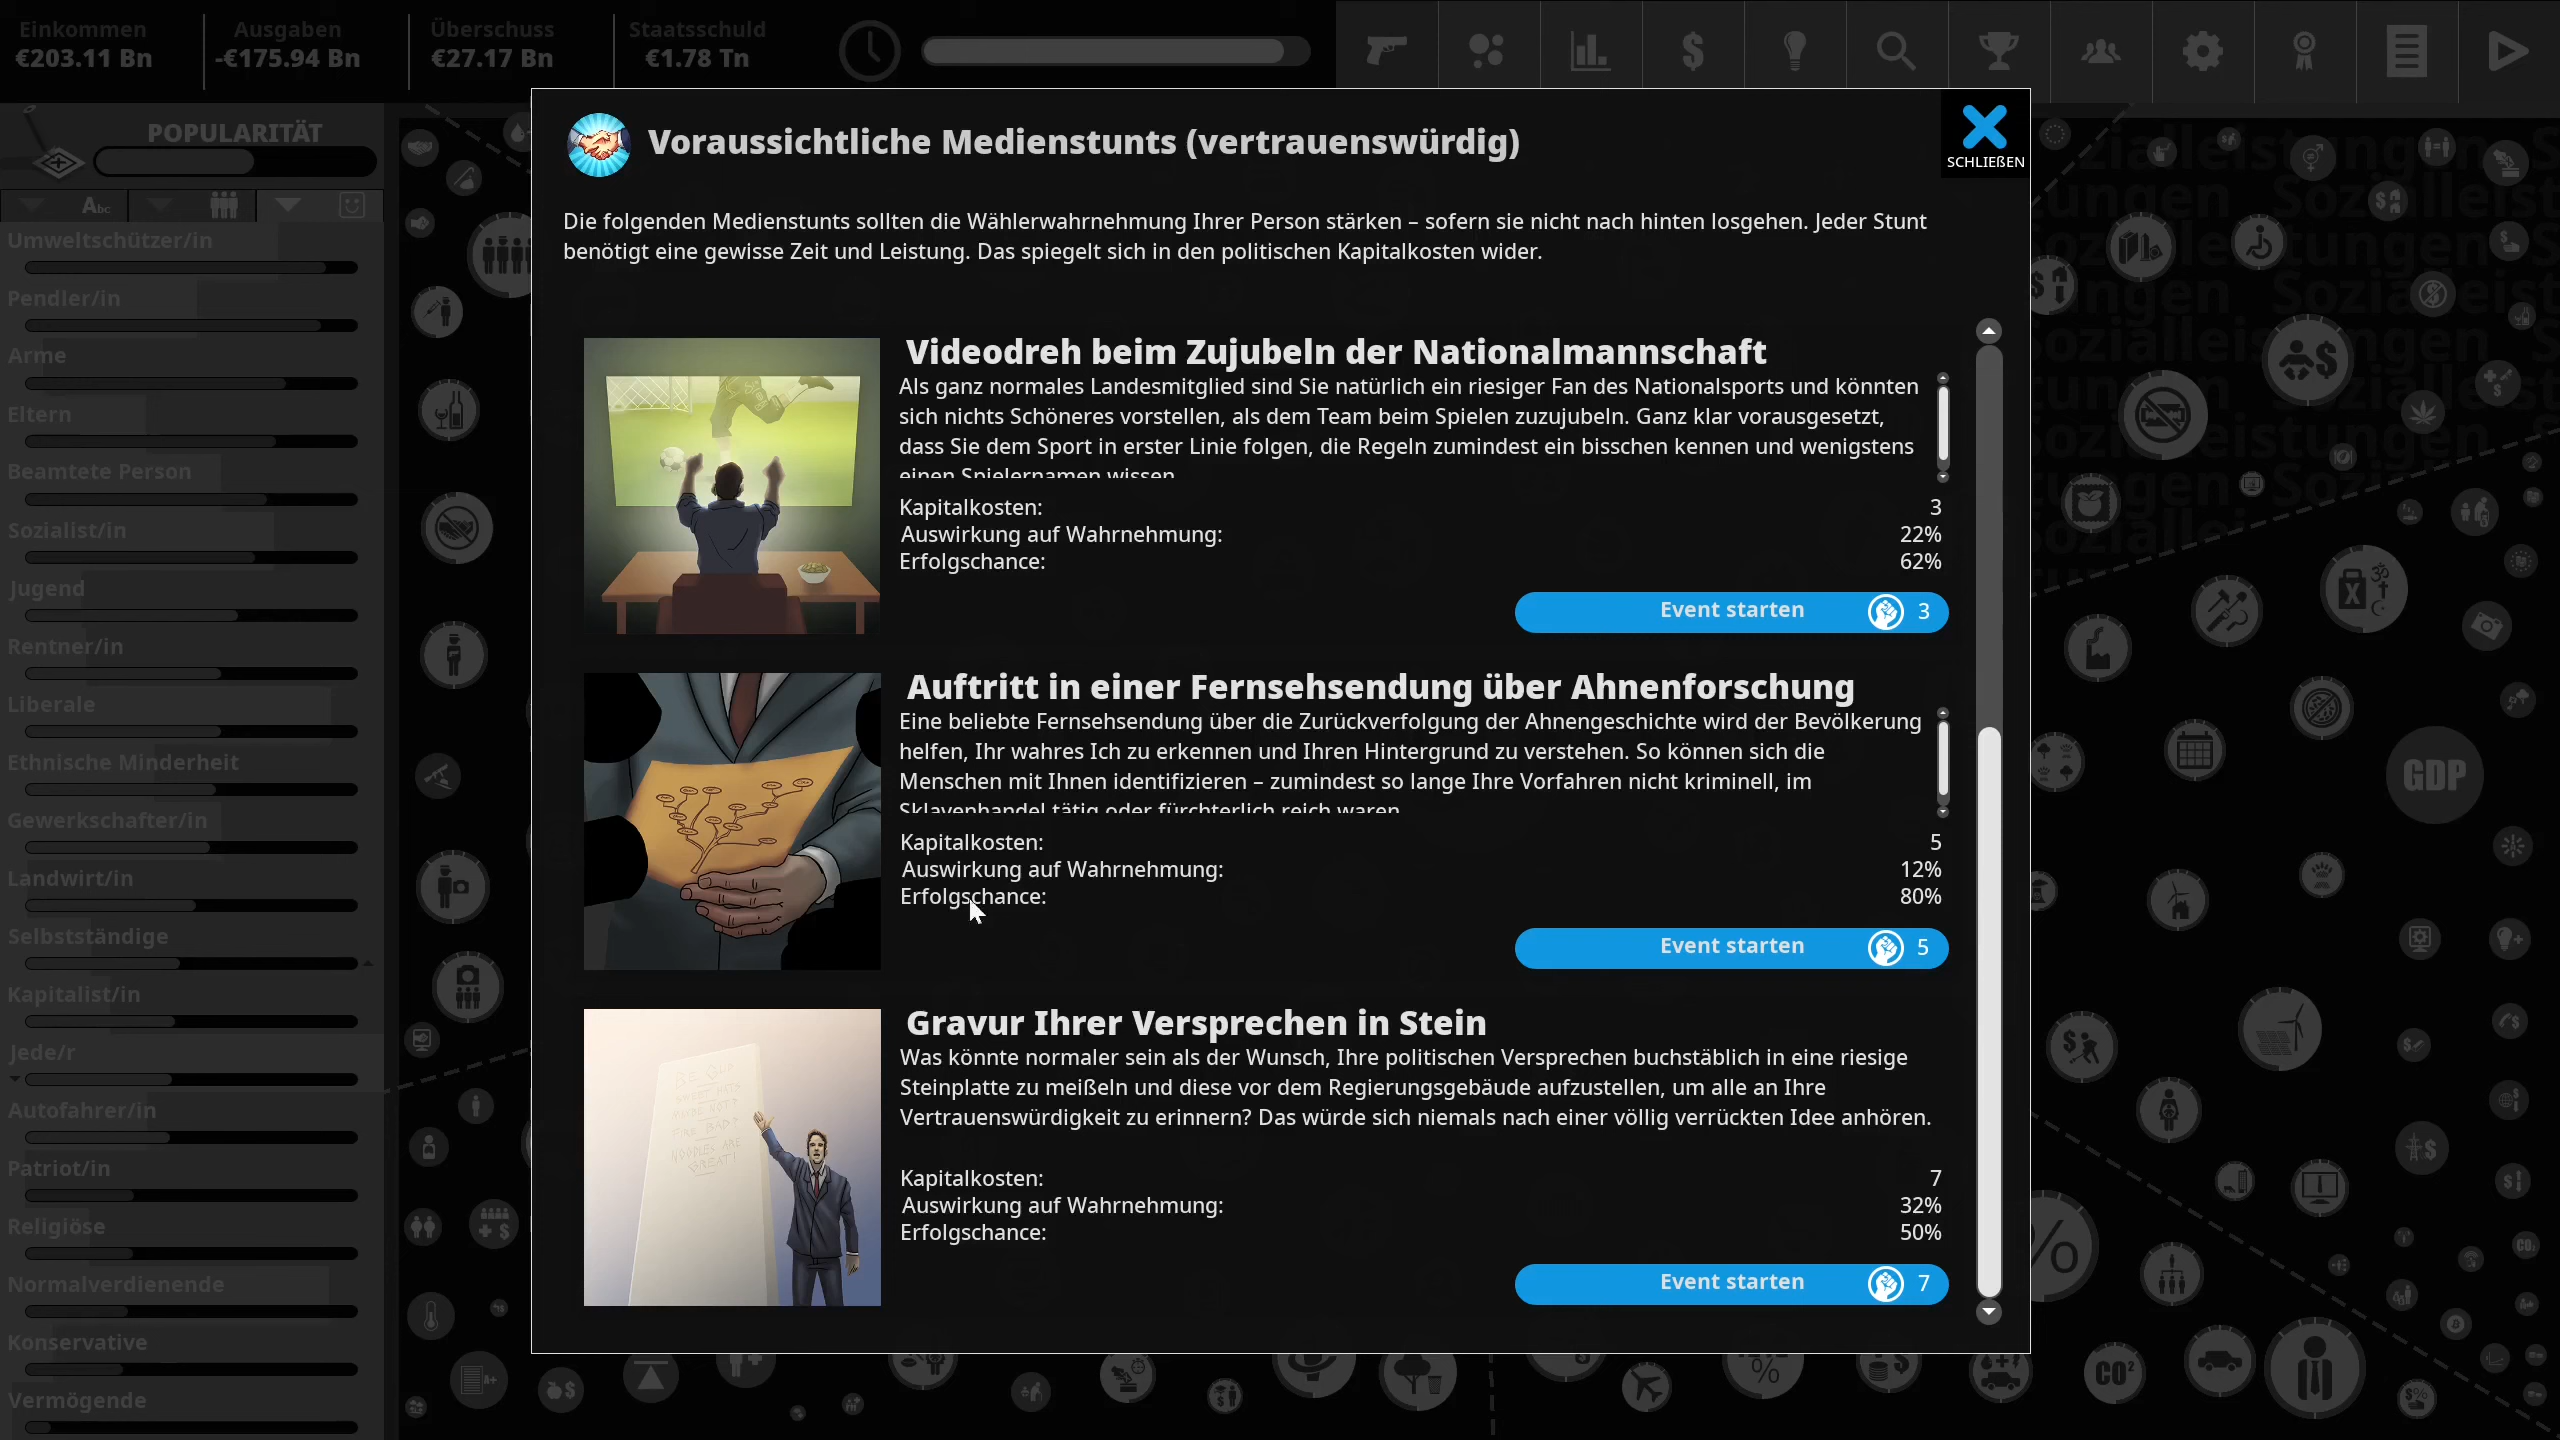 Einkommen
€203.11 Bn
Ausgaben
-€175.94 Bn
Überschuss
€27.17 Bn
Staatsschuld
€1.78 Tn
POPULARITÄT
Abc
Umweltschützer/in
Pendler/in
Arme
Eltern
Beamtete Person
Sozialist/in
Jugend
Rentner/in
Liberale
Ethnische Minderheit
Gewerkschafter/in
Landwirt/in
Selbstständige
Kapitalist/in
Jede/r
Autofahrer/in
Patriot/in
Religiöse
Normalverdienende
Konservative
Vermögende
Voraussichtliche Medienstunts (vertrauenswürdig)
SCHLIEßEN
Die folgenden Medienstunts sollten die Wählerwahrnehmung Ihrer Person stärken – sofern sie nicht nach hinten losgehen. Jeder Stunt
benötigt eine gewisse Zeit und Leistung. Das spiegelt sich in den politischen Kapitalkosten wider.
Videodreh beim Zujubeln der Nationalmannschaft
Als ganz normales Landesmitglied sind Sie natürlich ein riesiger Fan des Nationalsports und könnten
sich nichts Schöneres vorstellen, als dem Team beim Spielen zuzujubeln. Ganz klar vorausgesetzt,
dass Sie dem Sport in erster Linie folgen, die Regeln zumindest ein bisschen kennen und wenigstens
einen Spielernamen wissen.
Kapitalkosten: 3
Auswirkung auf Wahrnehmung: 22%
Erfolgschance: 62%
Event starten 3
Auftritt in einer Fernsehsendung über Ahnenforschung
Eine beliebte Fernsehsendung über die Zurückverfolgung der Ahnengeschichte wird der Bevölkerung
helfen, Ihr wahres Ich zu erkennen und Ihren Hintergrund zu verstehen. So können sich die
Menschen mit Ihnen identifizieren – zumindest so lange Ihre Vorfahren nicht kriminell, im
Sklavenhandel tätig oder fürchterlich reich waren.
Kapitalkosten: 5
Auswirkung auf Wahrnehmung: 12%
Erfolgschance: 80%
Event starten 5
Gravur Ihrer Versprechen in Stein
Was könnte normaler sein als der Wunsch, Ihre politischen Versprechen buchstäblich in eine riesige
Steinplatte zu meißeln und diese vor dem Regierungsgebäude aufzustellen, um alle an Ihre
Vertrauenswürdigkeit zu erinnern? Das würde sich niemals nach einer völlig verrückten Idee anhören.
Kapitalkosten: 7
Auswirkung auf Wahrnehmung: 32%
Erfolgschance: 50%
Event starten 7
GDP
CO²